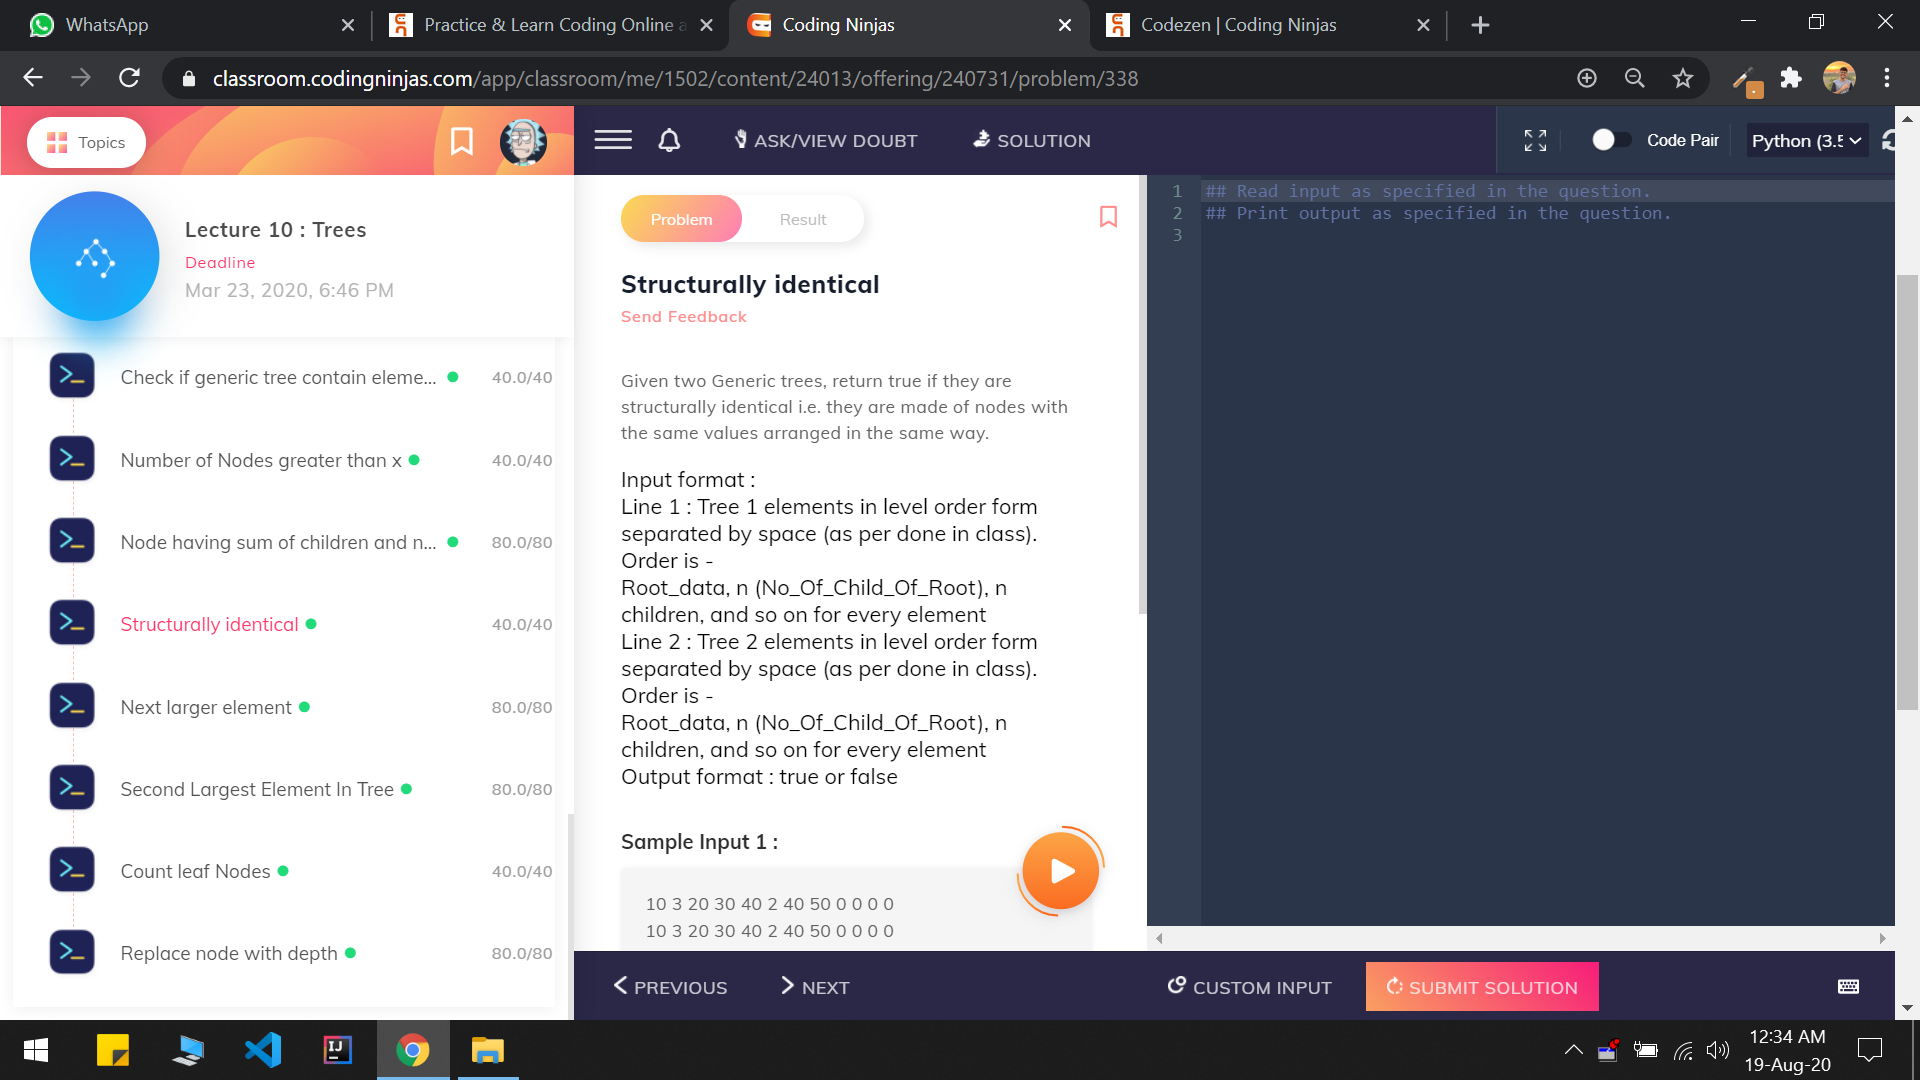 WhatsApp
Practice & Learn Coding Online a
Coding Ninjas
Codezen | Coding Ninjas
classroom.codingninjas.com/app/classroom/me/1502/content/24013/offering/240731/problem/338
Topics
ASK/VIEW DOUBT
SOLUTION
Code Pair
Python (3.5
Lecture 10 : Trees
Deadline
Mar 23, 2020, 6:46 PM
Check if generic tree contain eleme... 40.0/40
Number of Nodes greater than x 40.0/40
Node having sum of children and n... 80.0/80
Structurally identical 40.0/40
Next larger element 80.0/80
Second Largest Element In Tree 80.0/80
Count leaf Nodes 40.0/40
Replace node with depth 80.0/80
Problem
Result
Structurally identical
Send Feedback
Given two Generic trees, return true if they are
structurally identical i.e. they are made of nodes with
the same values arranged in the same way.
Input format :
Line 1 : Tree 1 elements in level order form
separated by space (as per done in class).
Order is -
Root_data, n (No_Of_Child_Of_Root), n
children, and so on for every element
Line 2 : Tree 2 elements in level order form
separated by space (as per done in class).
Order is -
Root_data, n (No_Of_Child_Of_Root), n
children, and so on for every element
Output format : true or false
Sample Input 1 :
10 3 20 30 40 2 40 50 0 0 0 0
10 3 20 30 40 2 40 50 0 0 0 0
1 ## Read input as specified in the question.
2 ## Print output as specified in the question.
3
PREVIOUS
NEXT
CUSTOM INPUT
SUBMIT SOLUTION
IJ
12:34 AM
19-Aug-20